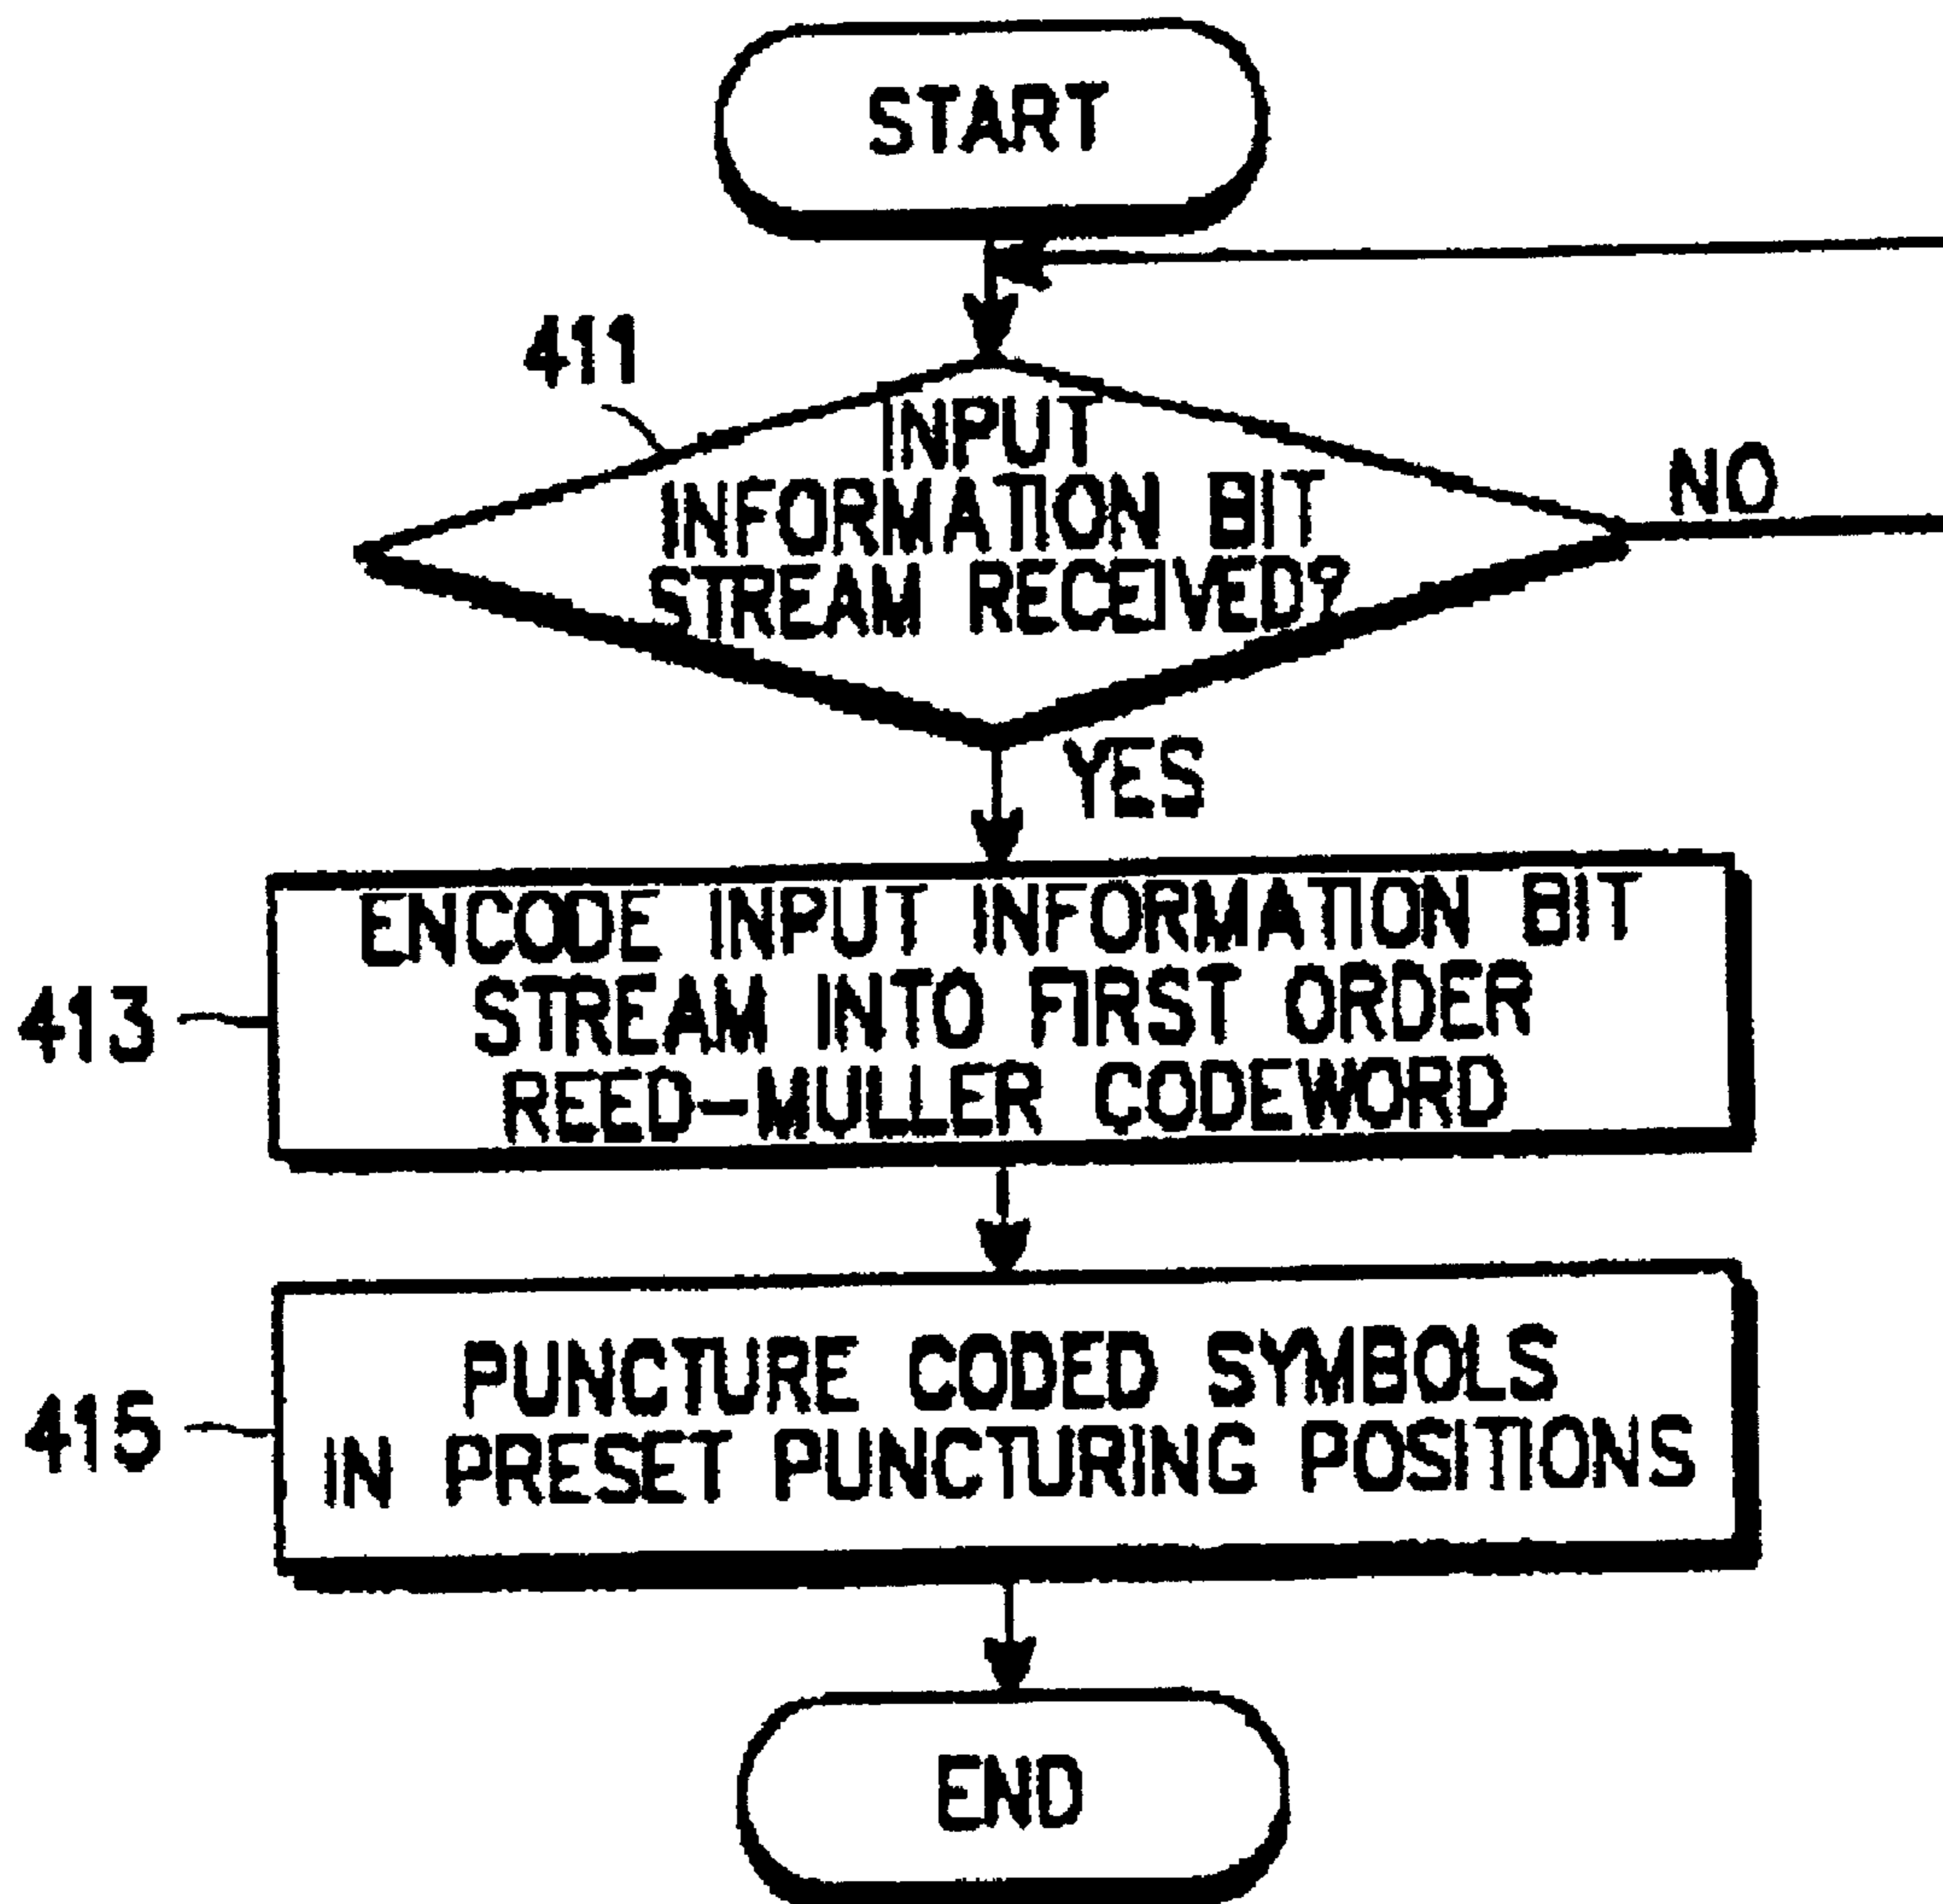 START
411
INPUT
INFORMATION BIT
STREAM RECEIVED?
NO
YES
413
ENCODE INPUT INFORMATION BIT
STREAM INTO FIRST ORDER
REED-MULLER CODEWORD
415
PUNCTURE CODED SYMBOLS
IN PRESET PUNCTURING POSITIONS
END